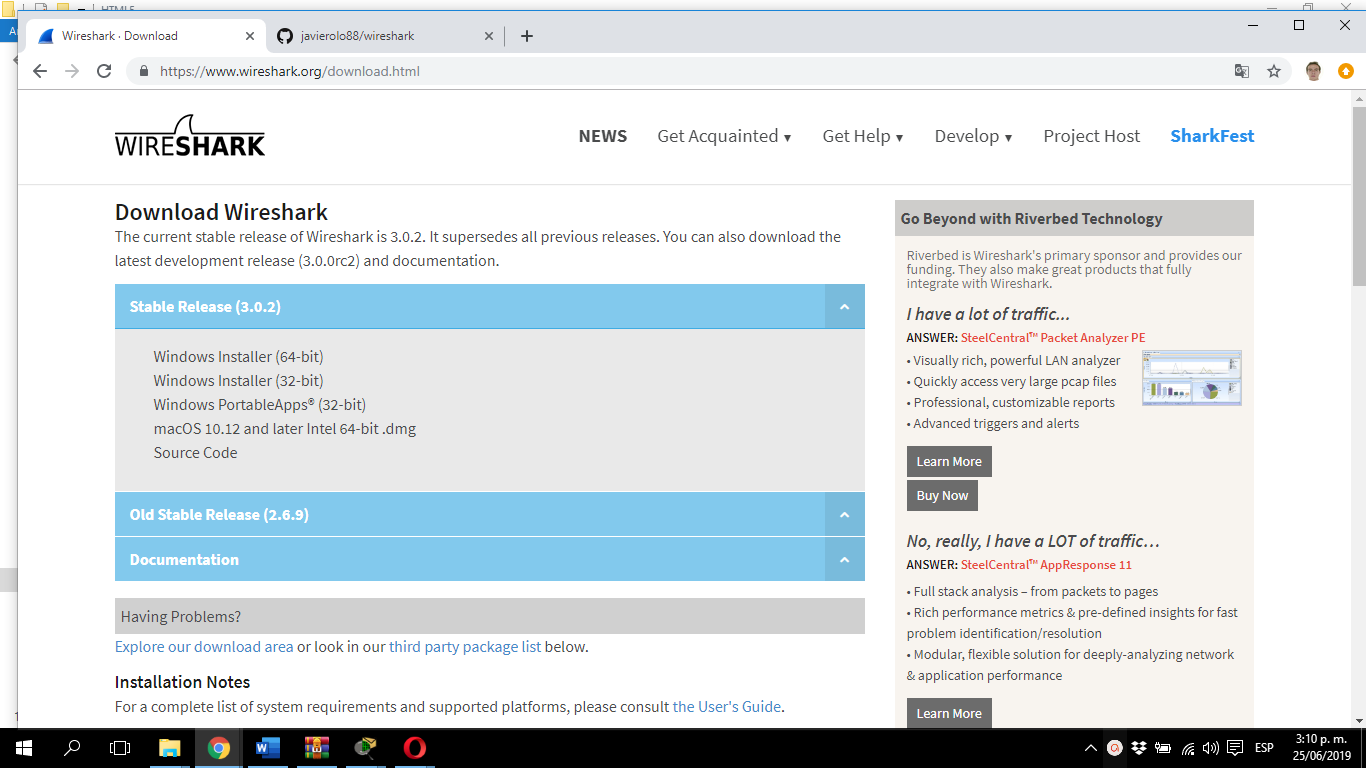 HTML5
Wireshark · Download
javierolo88/wireshark
https://www.wireshark.org/download.html
WIRESHARK
NEWS Get Acquainted ▼ Get Help ▼ Develop ▼ Project Host SharkFest
Download Wireshark
The current stable release of Wireshark is 3.0.2. It supersedes all previous releases. You can also download the
latest development release (3.0.0rc2) and documentation.
Stable Release (3.0.2)
Windows Installer (64-bit)
Windows Installer (32-bit)
Windows PortableApps® (32-bit)
macOS 10.12 and later Intel 64-bit .dmg
Source Code
Old Stable Release (2.6.9)
Documentation
Having Problems?
Explore our download area or look in our third party package list below.
Installation Notes
For a complete list of system requirements and supported platforms, please consult the User's Guide.
Go Beyond with Riverbed Technology
Riverbed is Wireshark's primary sponsor and provides our
funding. They also make great products that fully
integrate with Wireshark.
I have a lot of traffic...
ANSWER: SteelCentral™ Packet Analyzer PE
• Visually rich, powerful LAN analyzer
• Quickly access very large pcap files
• Professional, customizable reports
• Advanced triggers and alerts
Learn More
Buy Now
No, really, I have a LOT of traffic…
ANSWER: SteelCentral™ AppResponse 11
• Full stack analysis – from packets to pages
• Rich performance metrics & pre-defined insights for fast
problem identification/resolution
• Modular, flexible solution for deeply-analyzing network
& application performance
Learn More
ESP
3:10 p. m.
25/06/2019